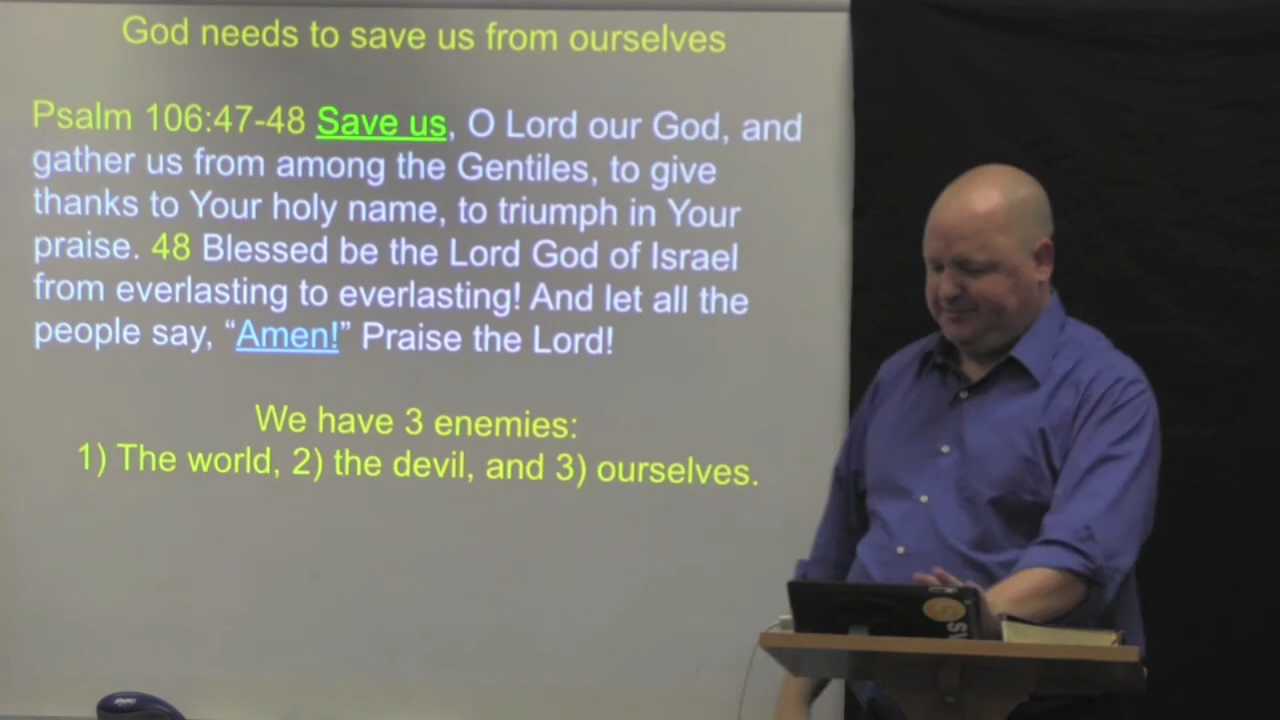 God needs to save us from ourselves
Psalm 106:47-48 Save us, O Lord our God, and
gather us from among the Gentiles, to give
thanks to Your holy name, to triumph in Your
praise. 48 Blessed be the Lord God of Israel
from everlasting to everlasting! And let all the
people say, “Amen!” Praise the Lord!
We have 3 enemies:
1) The world, 2) the devil, and 3) ourselves.